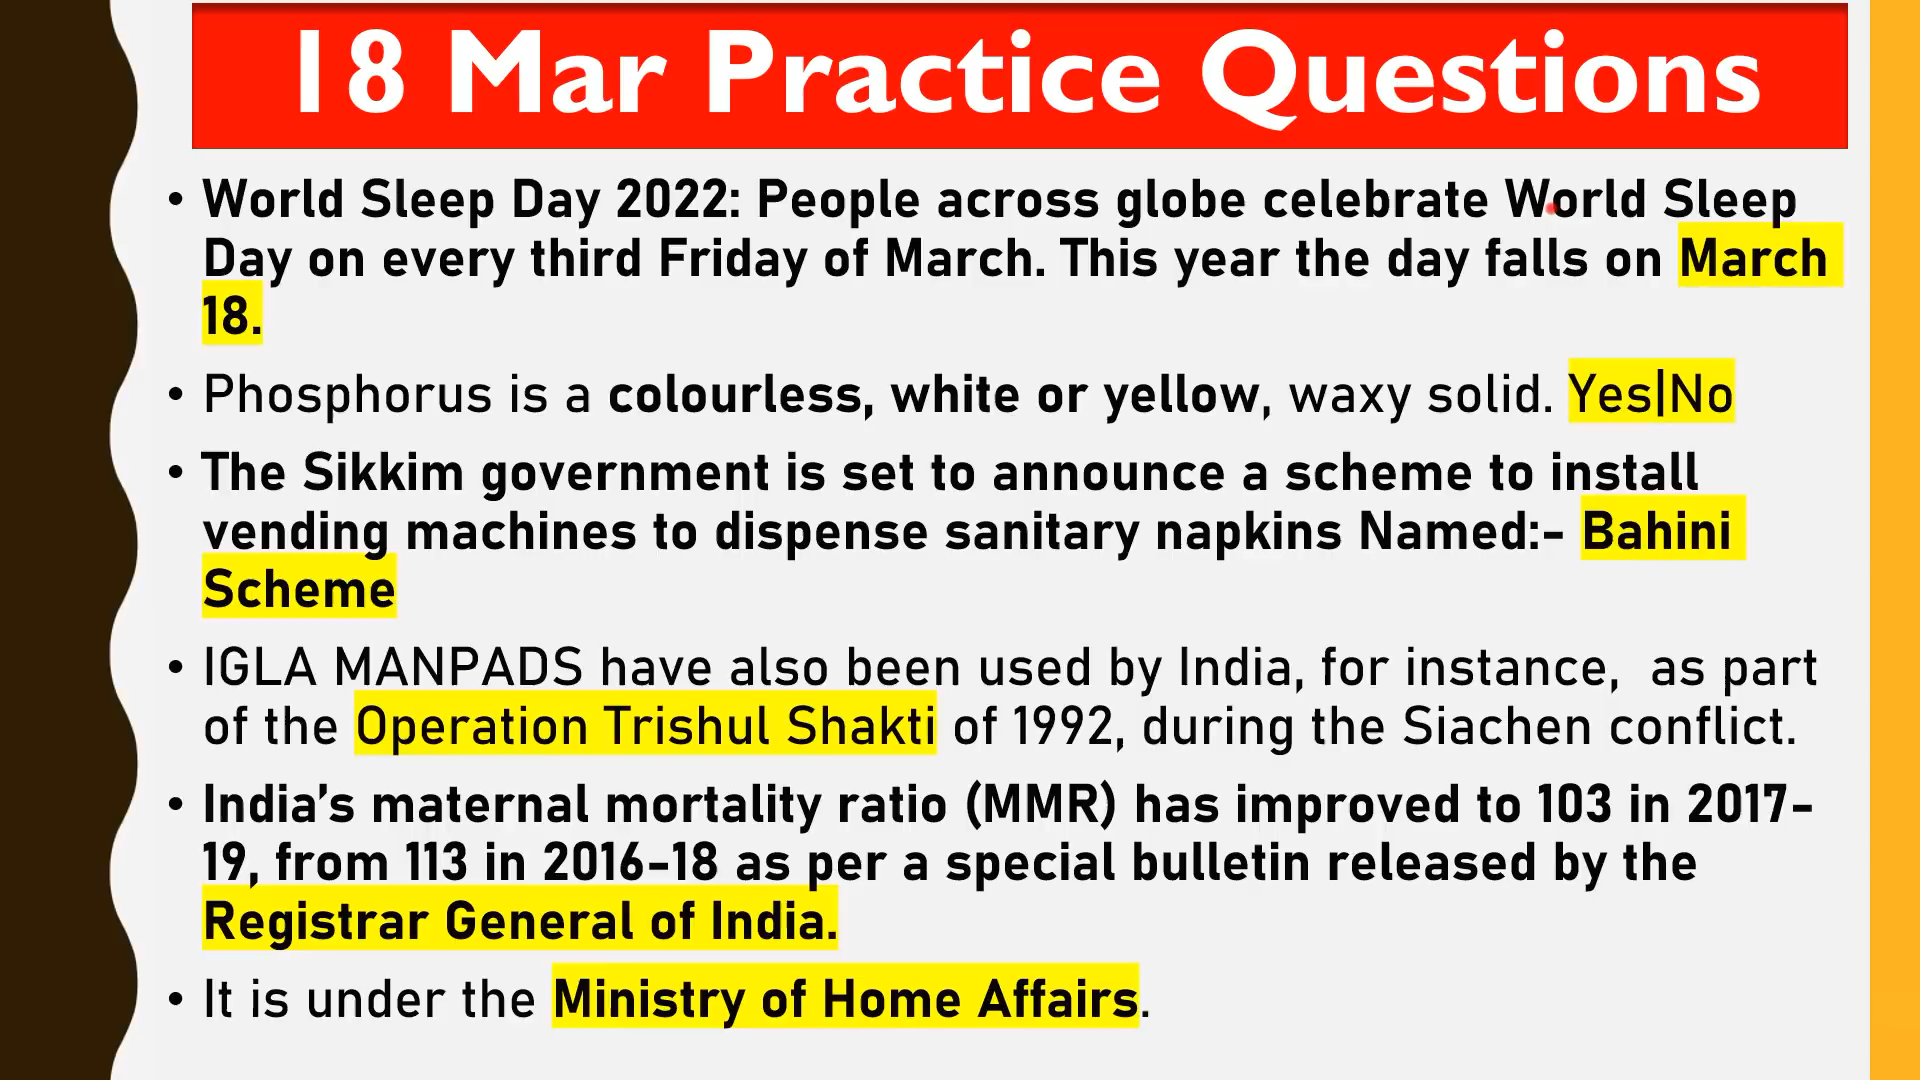 18 Mar Practice Questions
• World Sleep Day 2022: People across globe celebrate World Sleep
Day on every third Friday of March. This year the day falls on March
18.
• Phosphorus is a colourless, white or yellow, waxy solid. Yes|No
• The Sikkim government is set to announce a scheme to install
vending machines to dispense sanitary napkins Named:- Bahini
Scheme
• IGLA MANPADS have also been used by India, for instance,  as part
of the Operation Trishul Shakti of 1992, during the Siachen conflict.
• India’s maternal mortality ratio (MMR) has improved to 103 in 2017-
19, from 113 in 2016-18 as per a special bulletin released by the
Registrar General of India.
• It is under the Ministry of Home Affairs.